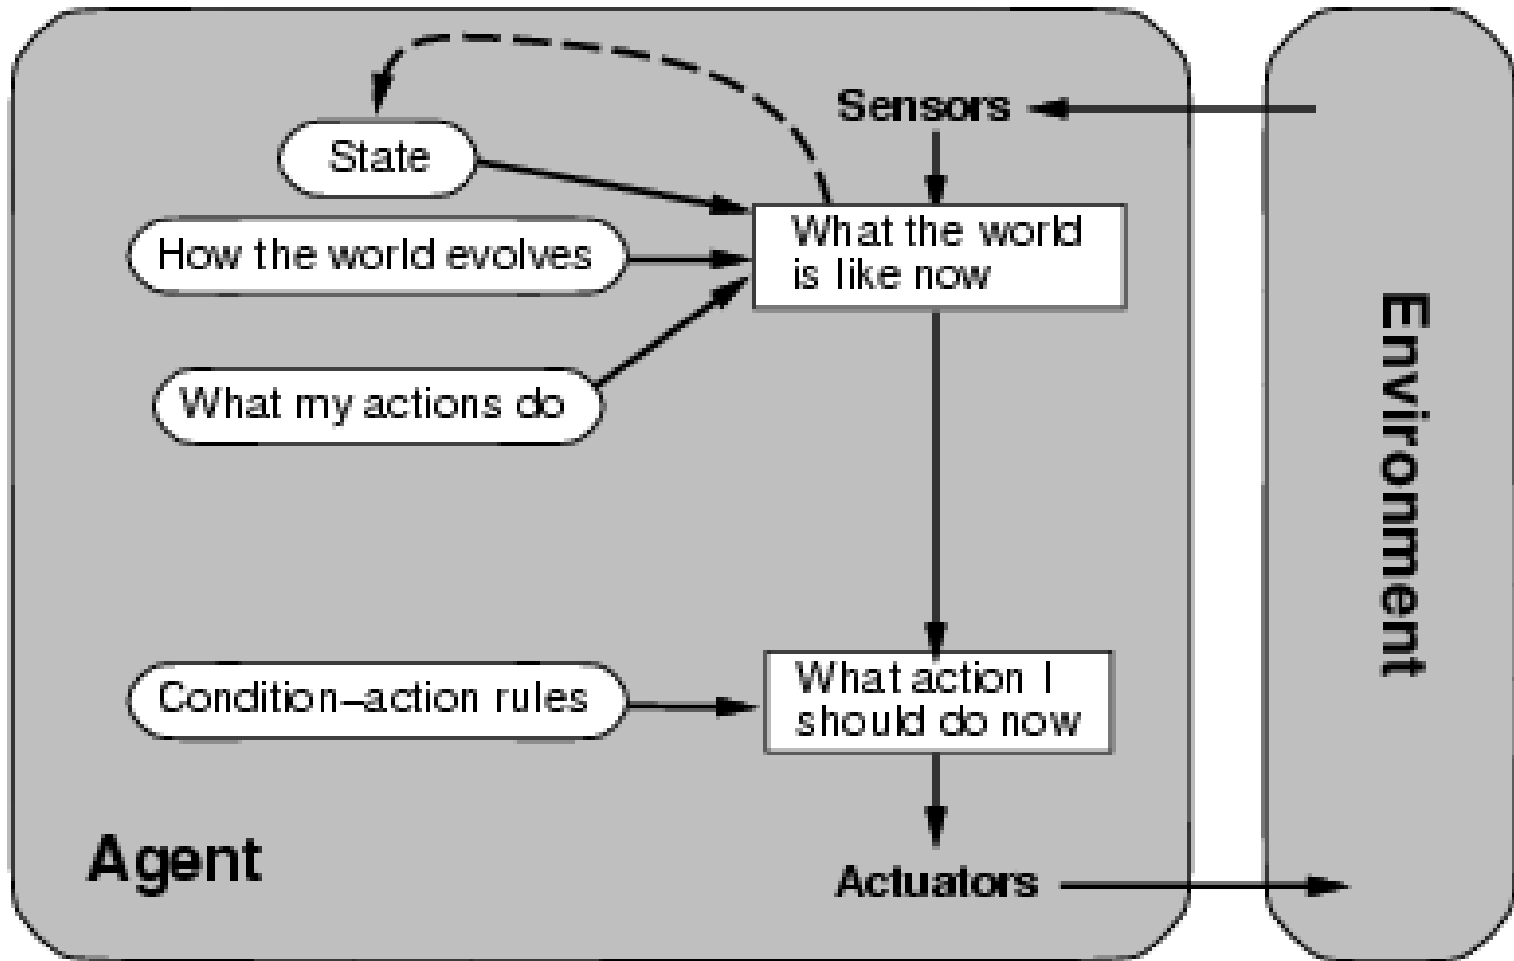 Sensors
State
What the world
is like now
How the world evolves
What my actions do
Environment
Condition–action rules
What action I
should do now
Agent
Actuators